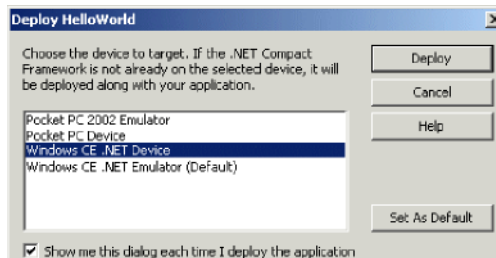 Deploy HelloWorld
Choose the device to target. If the .NET Compact
Framework is not already on the selected device, it will
be deployed along with your application.
Deploy
Cancel
Help
Pocket PC 2002 Emulator
Pocket PC Device
Windows CE .NET Device
Windows CE .NET Emulator (Default)
Set As Default
Show me this dialog each time I deploy the application